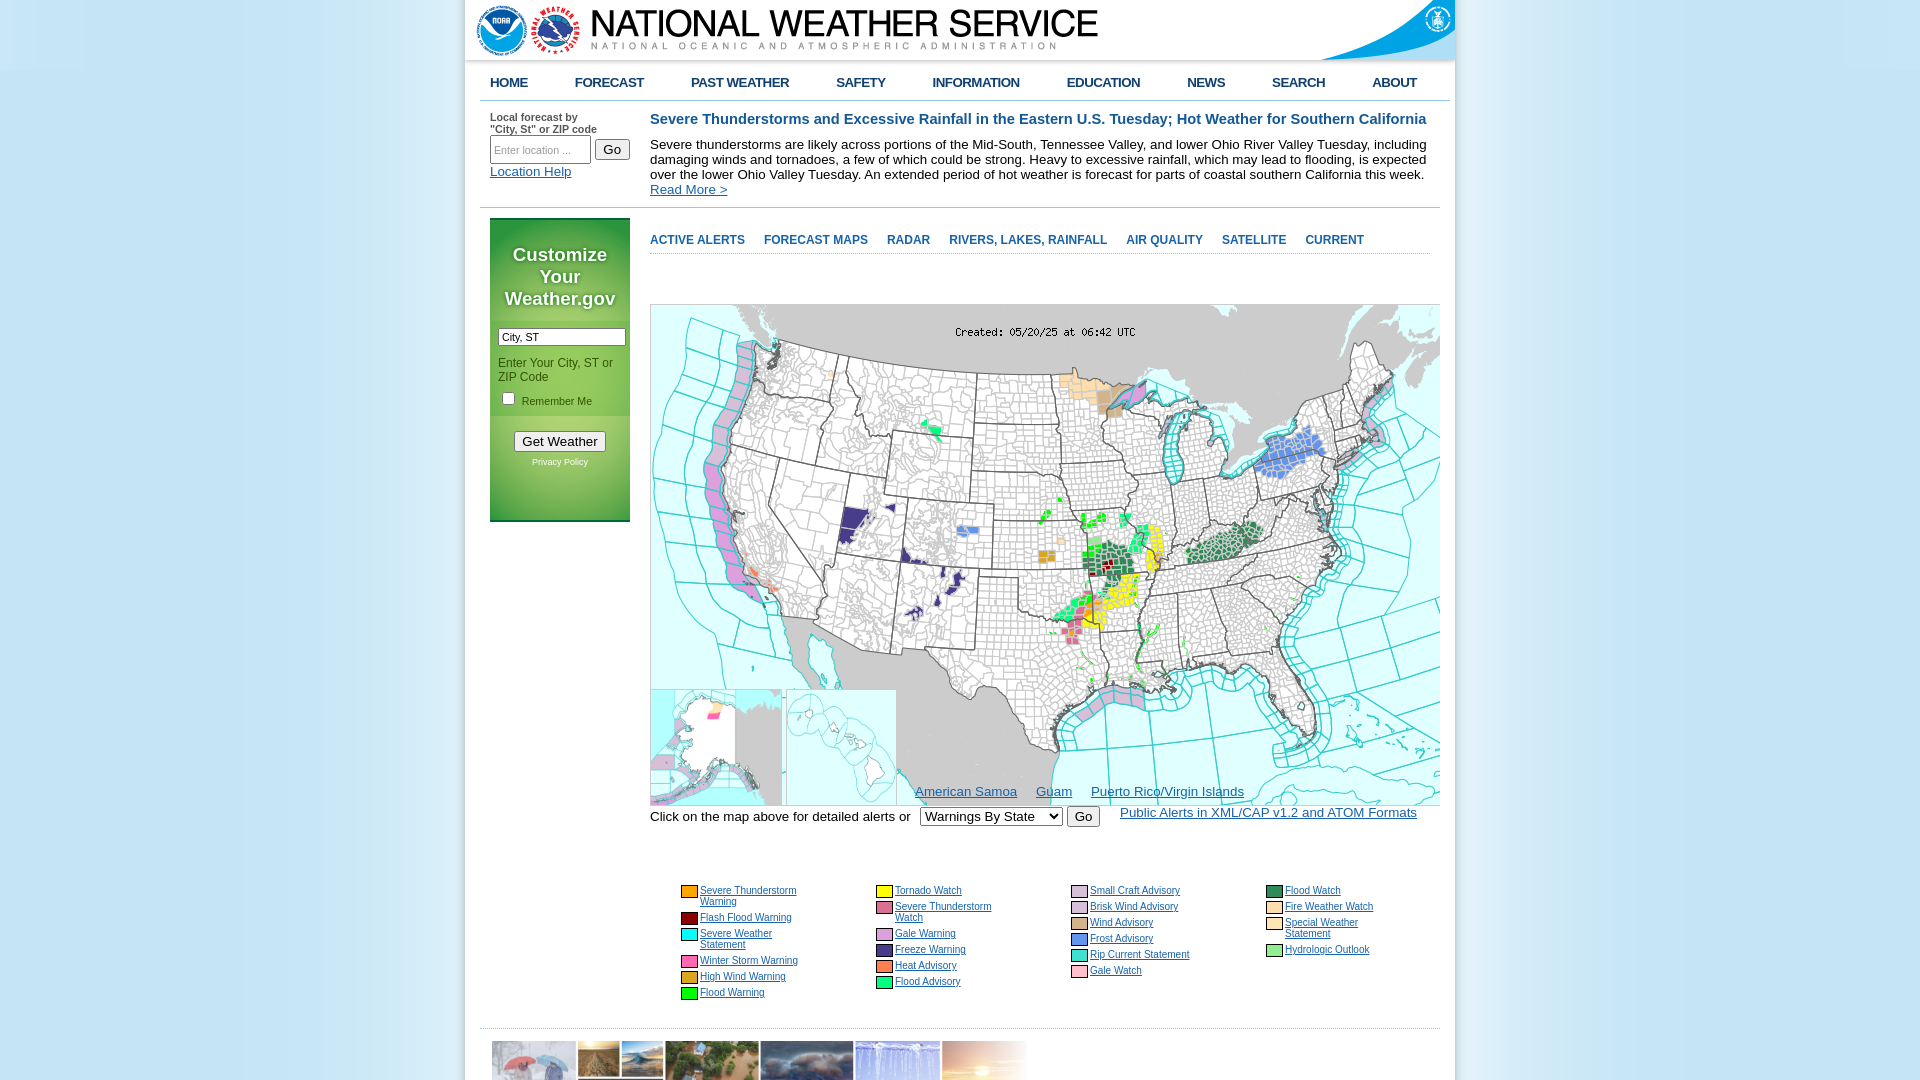 NOAA
NATIONAL WEATHER SERVICE
NATIONAL OCEANIC AND ATMOSPHERIC ADMINISTRATION
HOME FORECAST PAST WEATHER SAFETY INFORMATION EDUCATION NEWS SEARCH ABOUT
Local forecast by
"City, St" or ZIP code
Enter location ...
Go
Location Help
Severe Thunderstorms and Excessive Rainfall in the Eastern U.S. Tuesday; Hot Weather for Southern California
Severe thunderstorms are likely across portions of the Mid-South, Tennessee Valley, and lower Ohio River Valley Tuesday, including
damaging winds and tornadoes, a few of which could be strong. Heavy to excessive rainfall, which may lead to flooding, is expected
over the lower Ohio Valley Tuesday. An extended period of hot weather is forecast for parts of coastal southern California this week.
Read More >
Customize
Your
Weather.gov
City, ST
Enter Your City, ST or
ZIP Code
Remember Me
Get Weather
Privacy Policy
ACTIVE ALERTS FORECAST MAPS RADAR RIVERS, LAKES, RAINFALL AIR QUALITY SATELLITE CURRENT
Created: 05/20/25 at 06:42 UTC
American Samoa Guam Puerto Rico/Virgin Islands
Click on the map above for detailed alerts or Warnings By State Go Public Alerts in XML/CAP v1.2 and ATOM Formats
Severe Thunderstorm
Warning
Flash Flood Warning
Severe Weather
Statement
Winter Storm Warning
High Wind Warning
Flood Warning
Tornado Watch
Severe Thunderstorm
Watch
Gale Warning
Freeze Warning
Heat Advisory
Flood Advisory
Small Craft Advisory
Brisk Wind Advisory
Wind Advisory
Frost Advisory
Rip Current Statement
Gale Watch
Flood Watch
Fire Weather Watch
Special Weather
Statement
Hydrologic Outlook